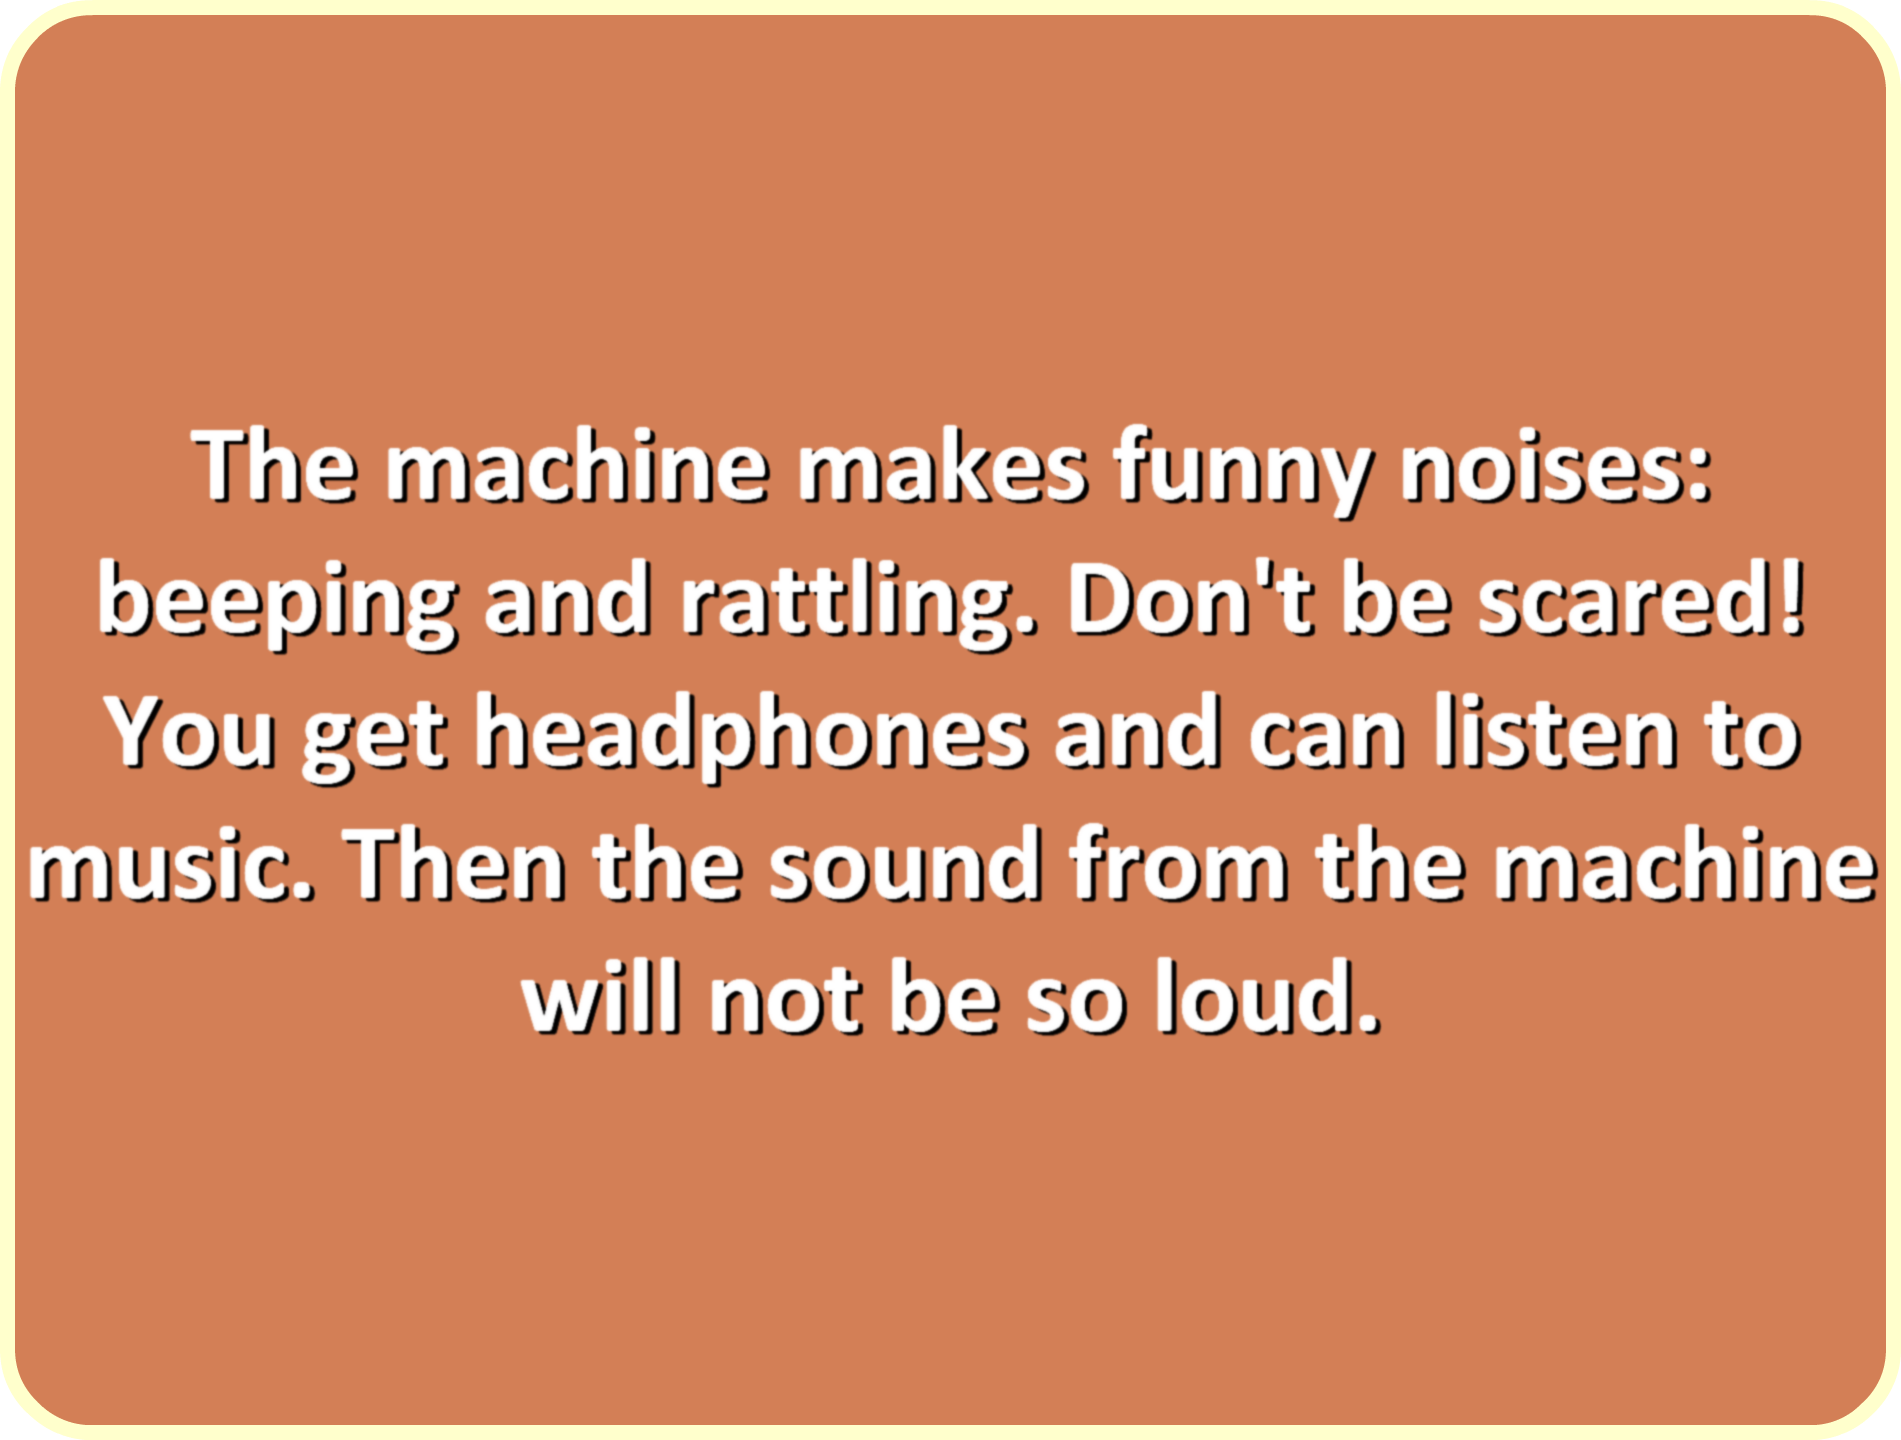 The machine makes funny noises:
beeping and rattling. Don't be scared!
You get headphones and can listen to
music. Then the sound from the machine
will not be so loud.